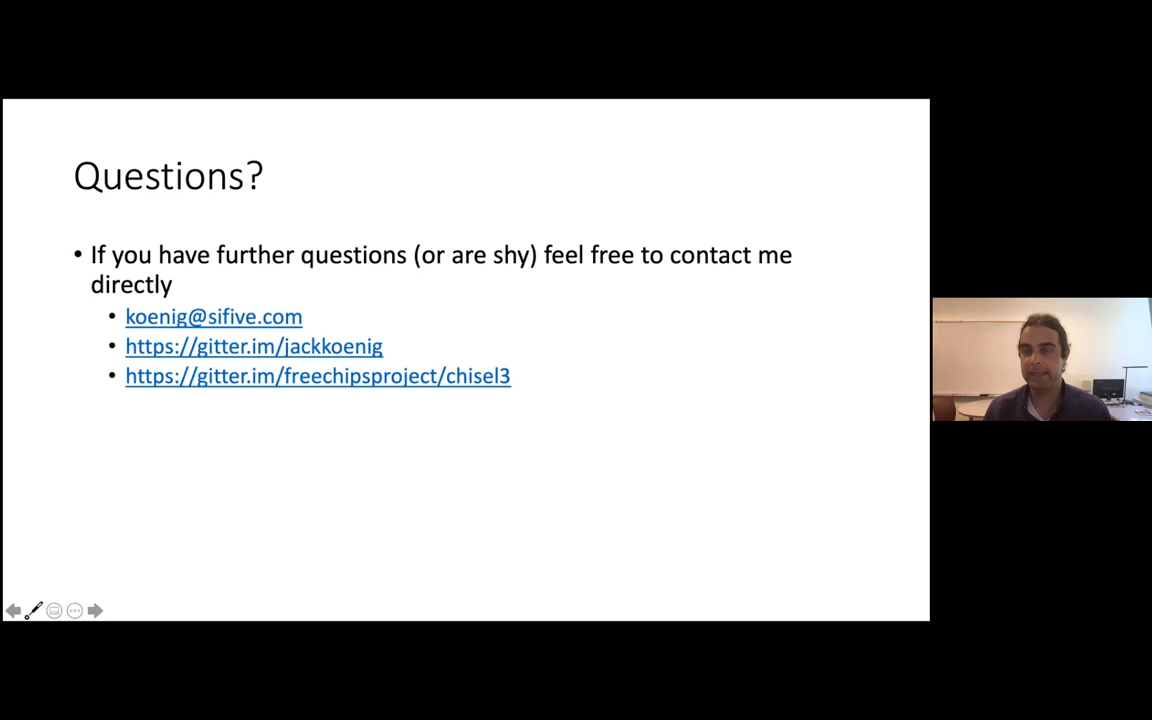 Questions?
• If you have further questions (or are shy) feel free to contact me
directly
• koenig@sifive.com
• https://gitter.im/jackkoenig
• https://gitter.im/freechipsproject/chisel3